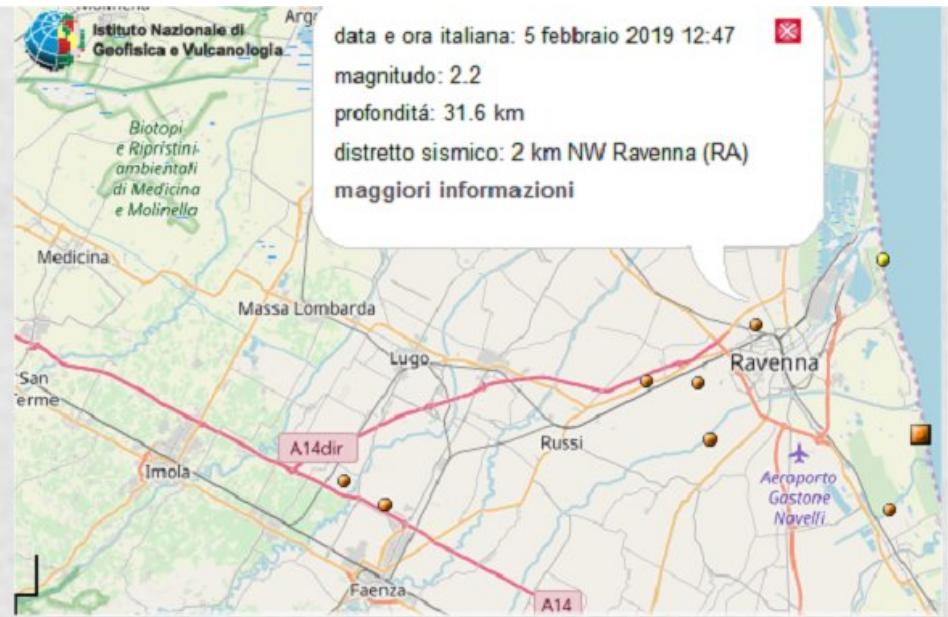 Istituto Nazionale di
Geofisica e Vulcanologia
data e ora italiana: 5 febbraio 2019 12:47
magnitudo: 2.2
profonditá: 31.6 km
distretto sismico: 2 km NW Ravenna (RA)
maggiori informazioni
Biotopi
e Ripristini
ambientali
di Medicina
e Molinella
Medicina
Massa Lombarda
Lugo
Ravenna
San
A14dir
Russi
Imola
Aeroporto
Gastone
Novelli
Faenza
A14